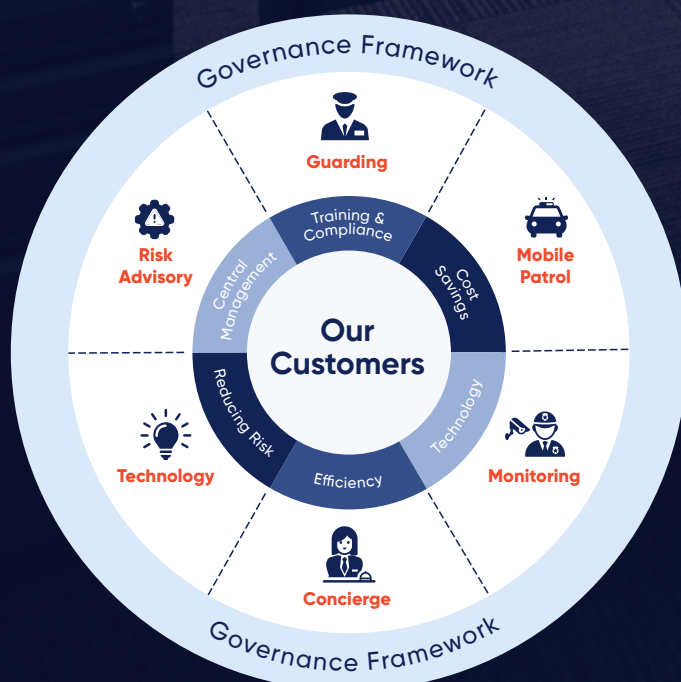 Governance Framework
Guarding
Mobile
Patrol
Monitoring
Concierge
Technology
Risk
Advisory
Training &
Compliance
Cost
Savings
Technology
Efficiency
Reducing Risk
Central
Management
Our
Customers
Governance Framework